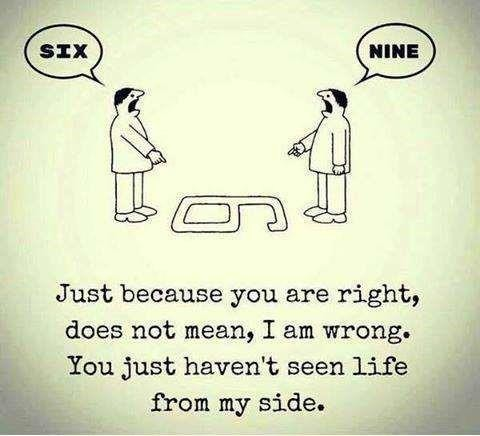 SIX
NINE
Just because you are right,
does not mean, I am wrong.
You just haven't seen life
from my side.